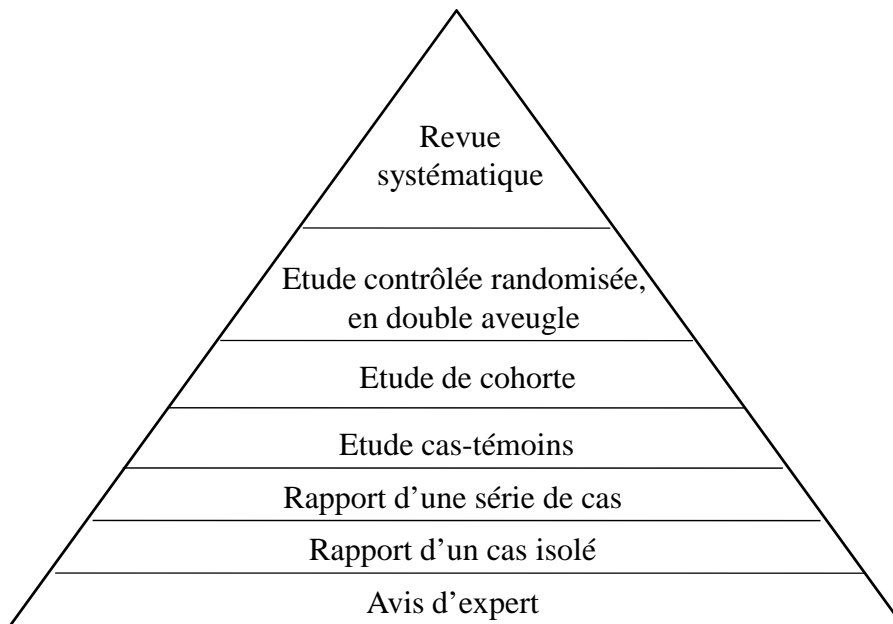 Revue
systématique
Etude contrôlée randomisée,
en double aveugle
Etude de cohorte
Etude cas-témoins
Rapport d’une série de cas
Rapport d’un cas isolé
Avis d’expert